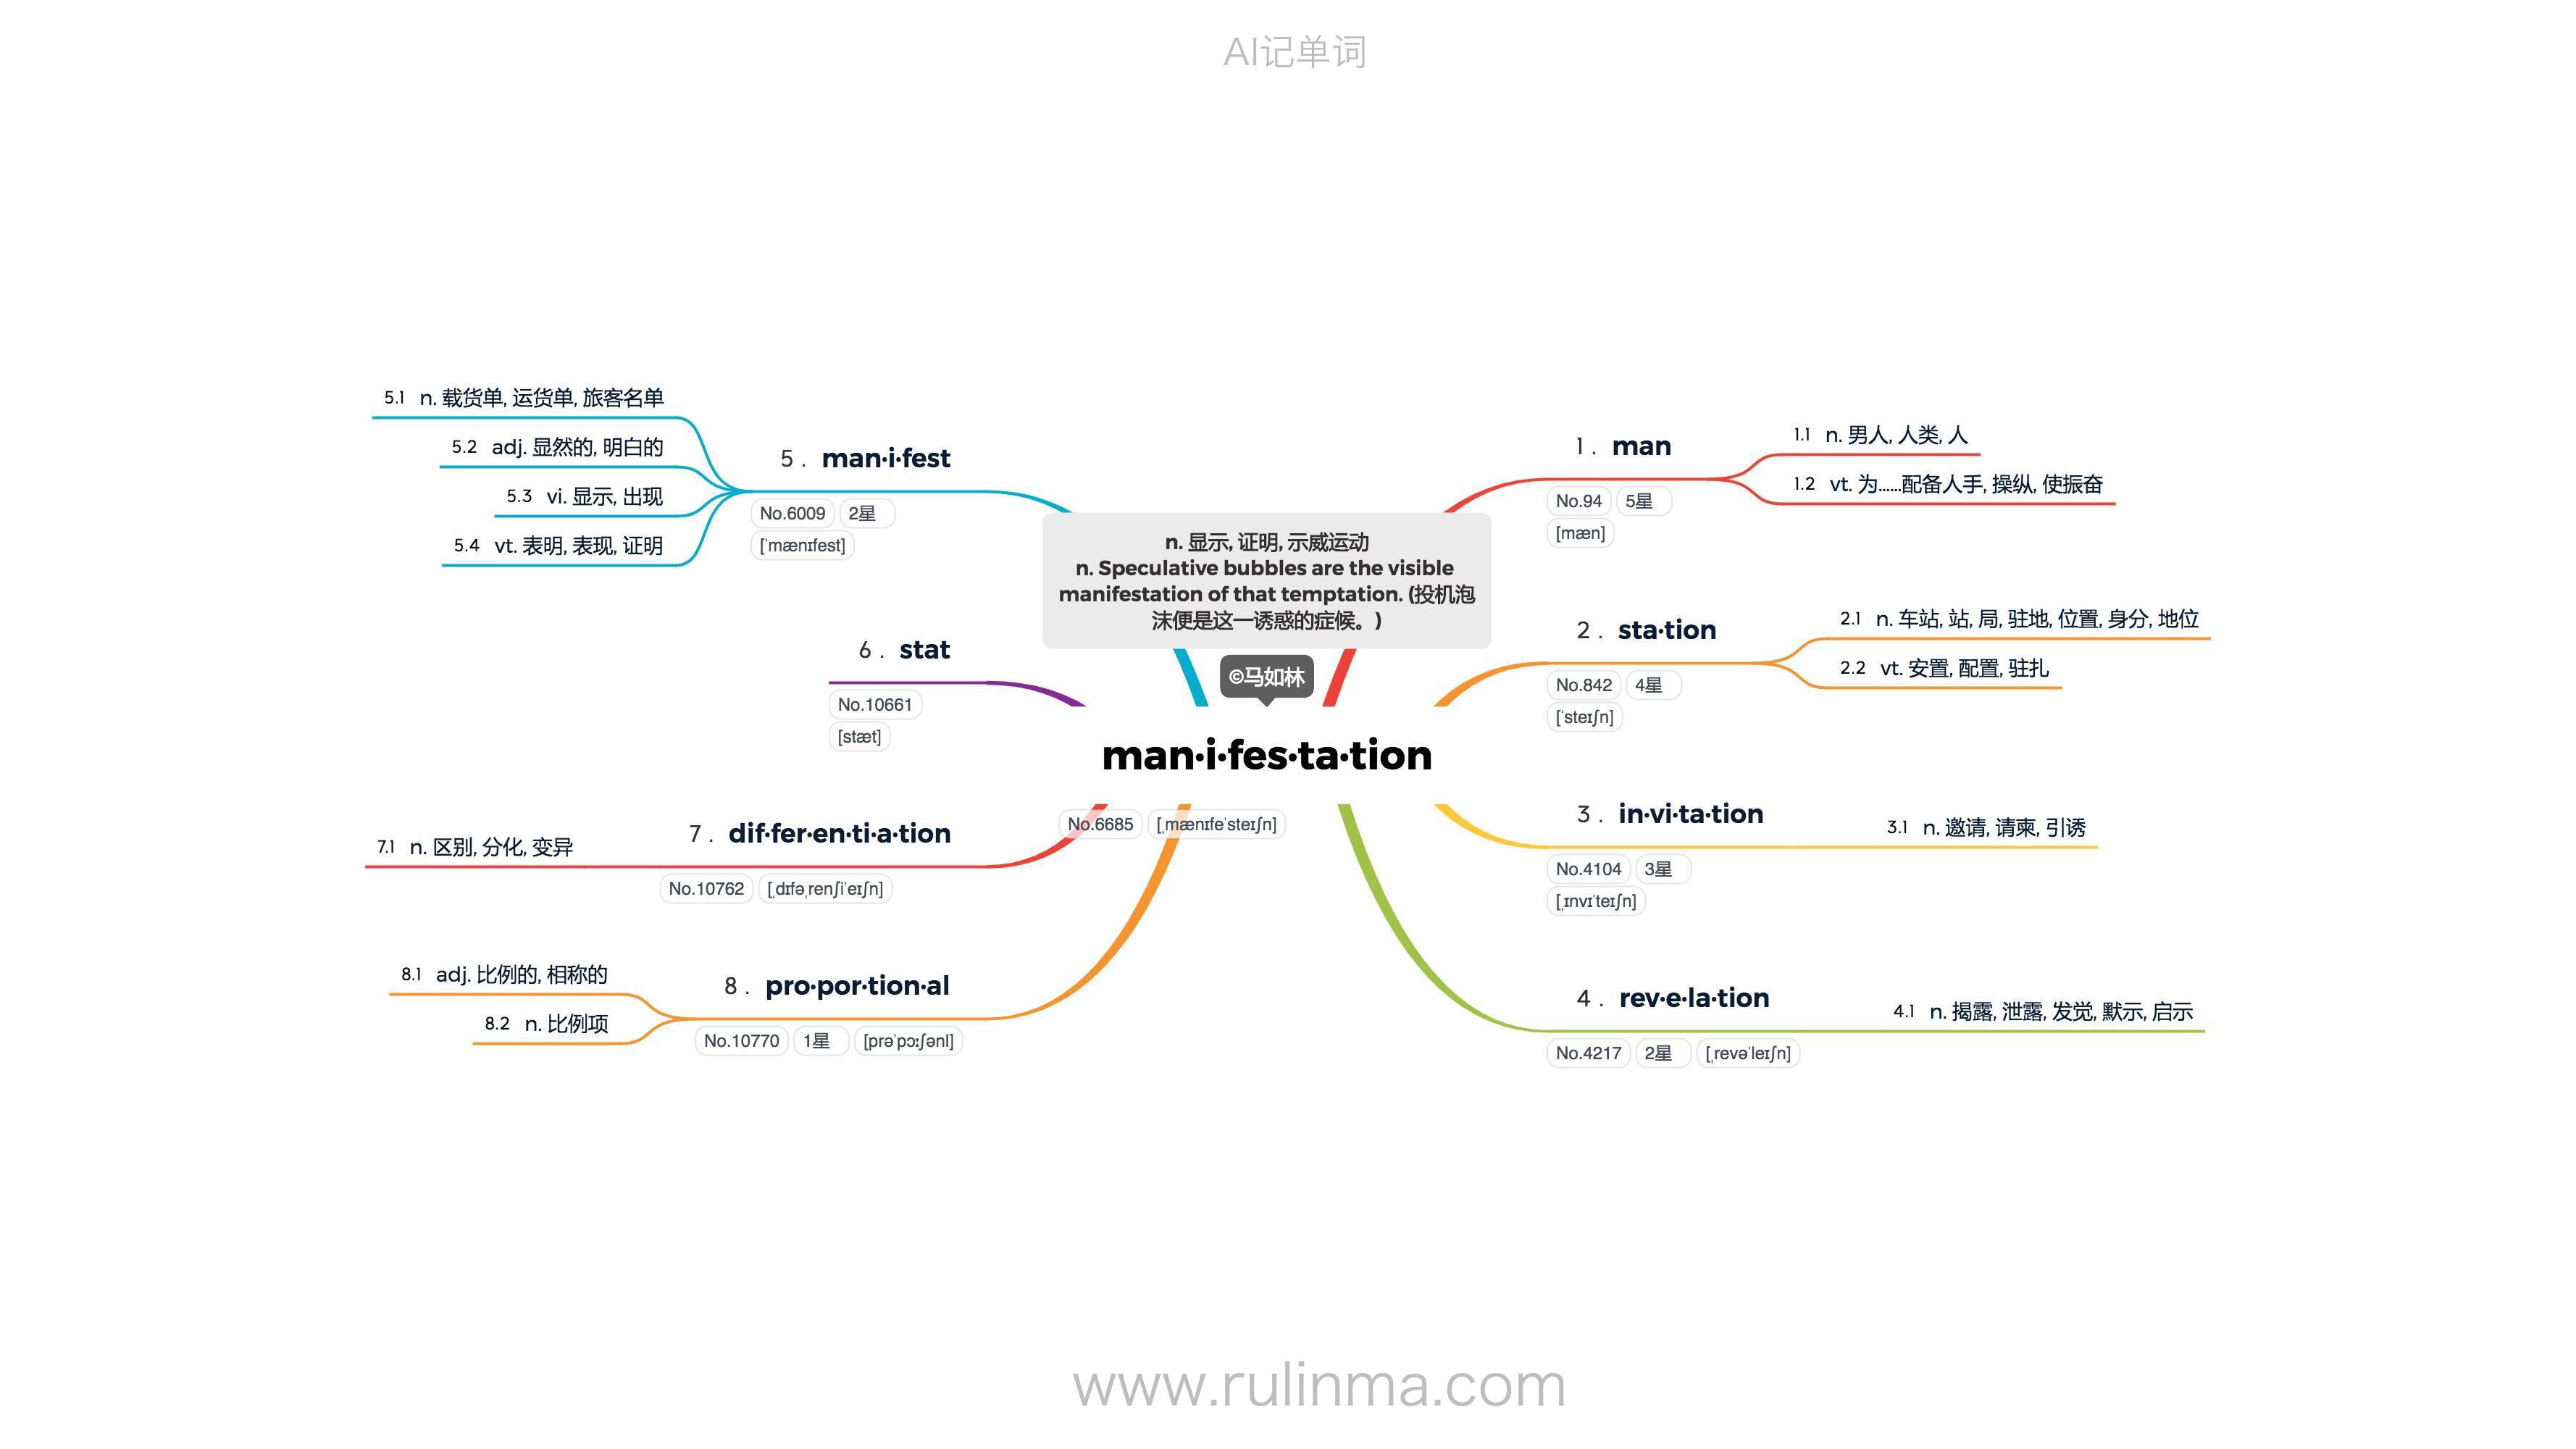 AI记单词
n. 显示, 证明, 示威运动
n. Speculative bubbles are the visible
manifestation of that temptation. (投机泡
沫便是这一诱惑的症候。)
©马如林
man·i·fes·ta·tion
No.6685 [ˌmænɪfeˈsteɪʃn]
1 . man
No.94 5星
[mæn]
1.1 n. 男人, 人类, 人
1.2 vt. 为......配备人手, 操纵, 使振奋
2 . sta·tion
No.842 4星
[ˈsteɪʃn]
2.1 n. 车站, 站, 局, 驻地, 位置, 身分, 地位
2.2 vt. 安置, 配置, 驻扎
3 . in·vi·ta·tion
No.4104 3星
[ˌɪnvɪˈteɪʃn]
3.1 n. 邀请, 请柬, 引诱
4 . rev·e·la·tion
No.4217 2星 [ˌrevəˈleɪʃn]
4.1 n. 揭露, 泄露, 发觉, 默示, 启示
5 . man·i·fest
No.6009 2星
[ˈmænɪfest]
5.1 n. 载货单, 运货单, 旅客名单
5.2 adj. 显然的, 明白的
5.3 vi. 显示, 出现
5.4 vt. 表明, 表现, 证明
6 . stat
No.10661
[stæt]
7 . dif·fer·en·ti·a·tion
No.10762 [ˌdɪfəˌrenʃiˈeɪʃn]
7.1 n. 区别, 分化, 变异
8 . pro·por·tion·al
No.10770 1星 [prəˈpɔːʃənl]
8.1 adj. 比例的, 相称的
8.2 n. 比例项
www.rulinma.com